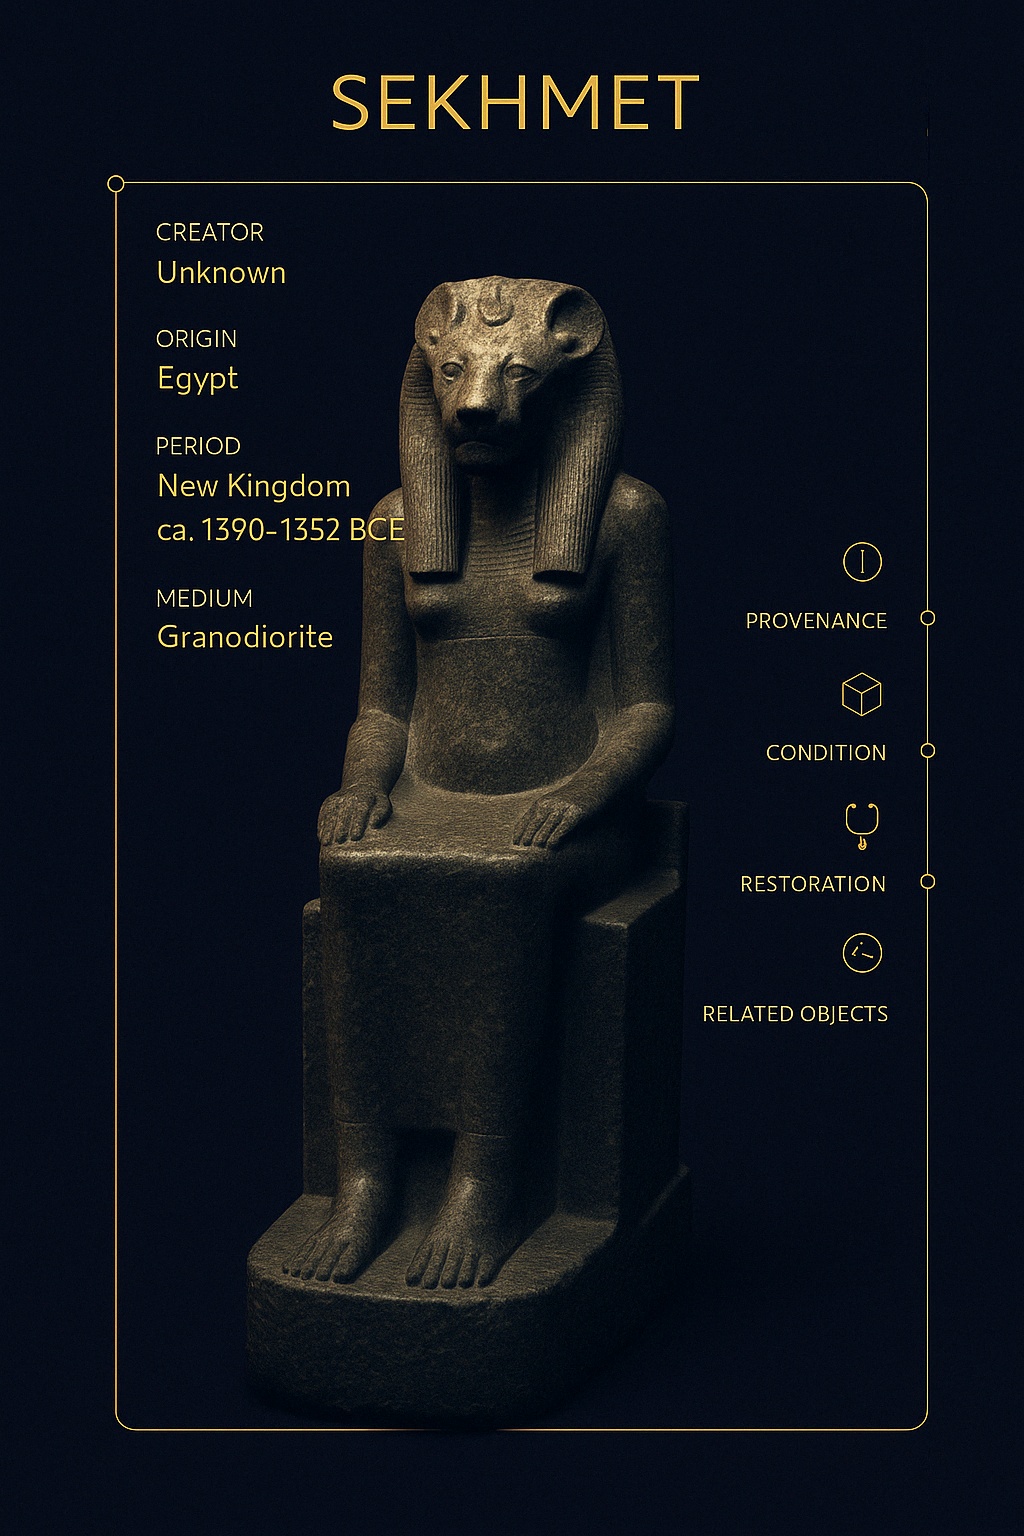 SEKHMET
CREATOR
Unknown
ORIGIN
Egypt
PERIOD
New Kingdom
ca. 1390–1352 BCE
MEDIUM
Granodiorite
PROVENANCE
CONDITION
RESTORATION
RELATED OBJECTS